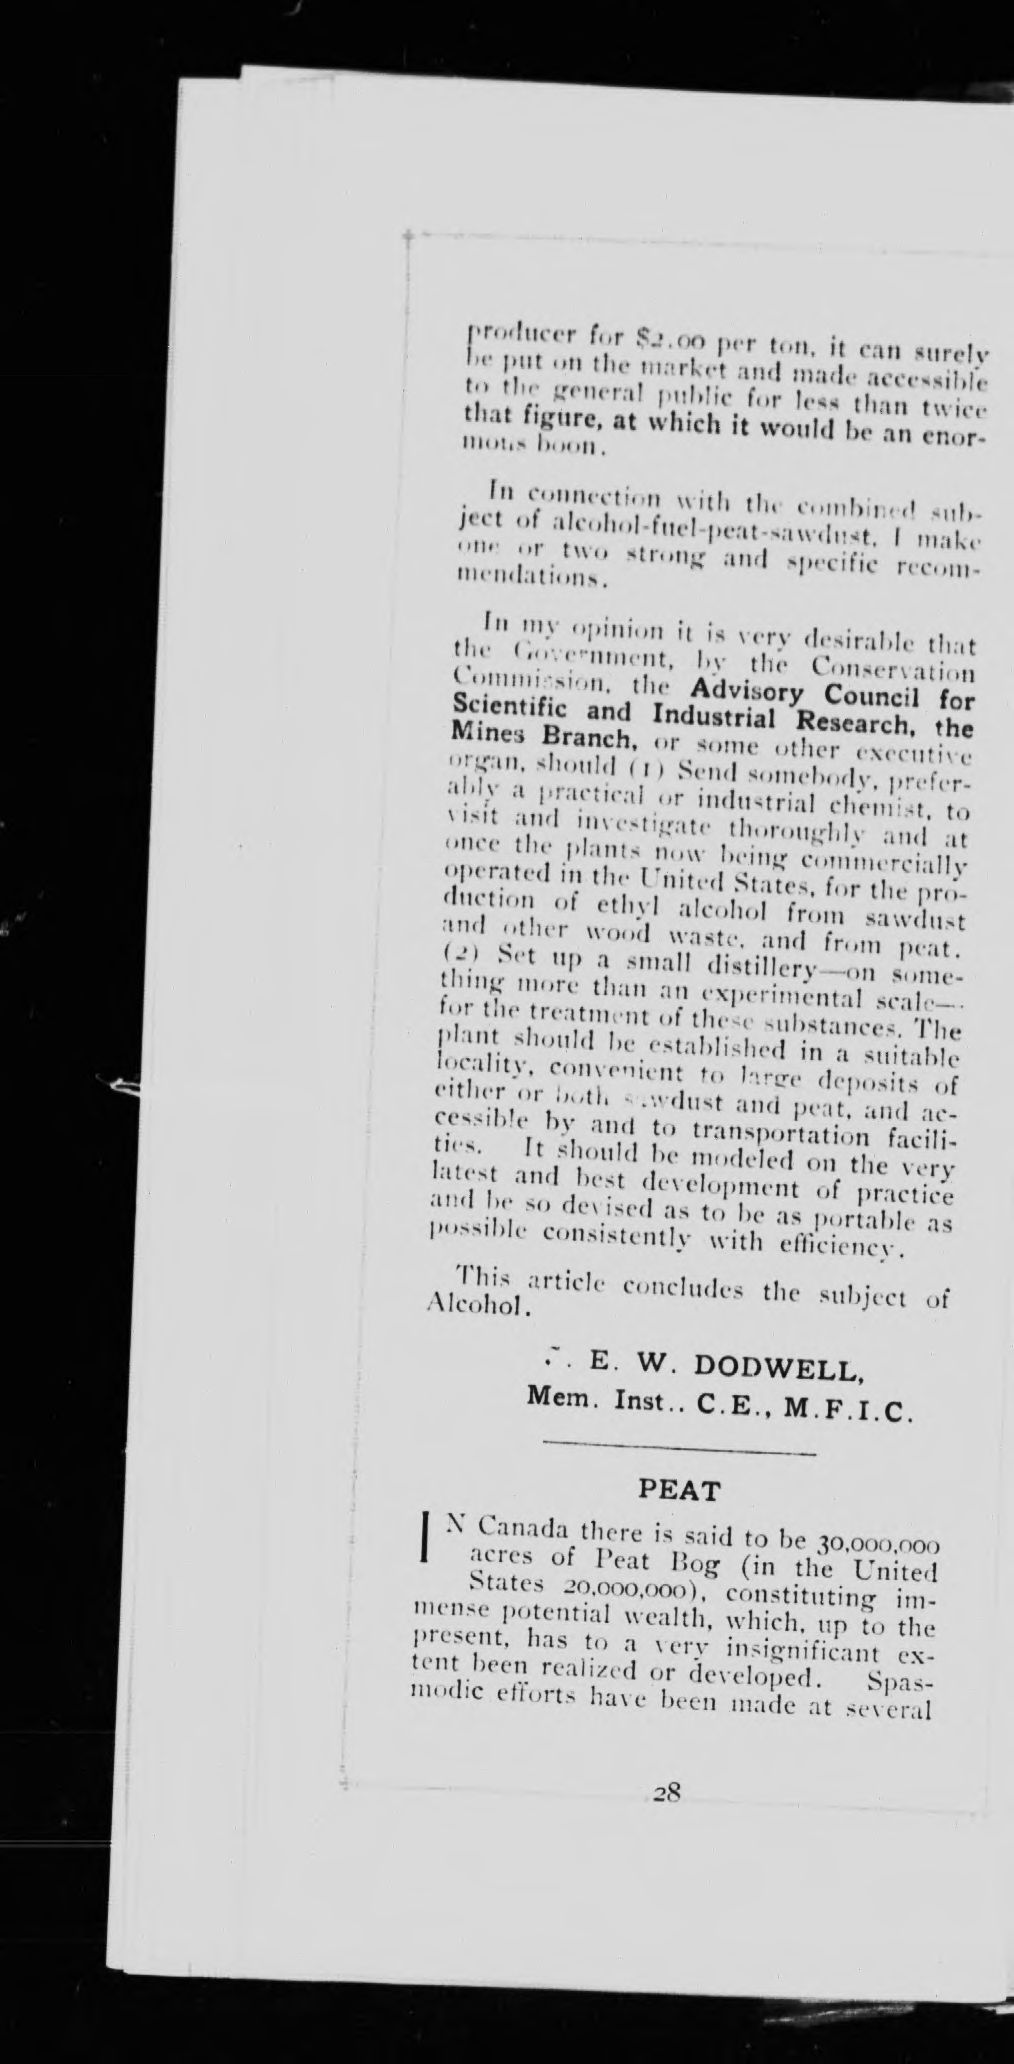 producer for $2.00 per ton, it can surely
be put on the market and made accessible
to the general public for less than twice
that figure, at which it would be an enor-
mous boon.
In connection with the combined sub-
ject of alcohol-fuel-peat-sawdust, I make
one or two strong and specific recom-
mendations.
In my opinion it is very desirable that
the Government, by the Conservation
Commission, the Advisory Council for
Scientific and Industrial Research, the
Mines Branch, or some other executive
organ, should (1) Send somebody, prefer-
ably a practical or industrial chemist, to
visit and investigate thoroughly and at
once the plants now being commercially
operated in the United States, for the pro-
duction of ethyl alcohol from sawdust
and other wood waste, and from peat.
(2) Set up a small distillery—on some-
thing more than an experimental scale—
for the treatment of these substances. The
plant should be established in a suitable
locality, convenient to large deposits of
either or both sawdust and peat, and ac-
cessible by and to transportation facili-
ties. It should be modeled on the very
latest and best development of practice
and be so devised as to be as portable as
possible consistently with efficiency.
This article concludes the subject of
Alcohol.
E. W. DODWELL,
Mem. Inst.. C.E., M.F.I.C.
PEAT
IN Canada there is said to be 30,000,000
acres of Peat Bog (in the United
States 20,000,000), constituting im-
mense potential wealth, which, up to the
present, has to a very insignificant ex-
tent been realized or developed. Spas-
modic efforts have been made at several
28